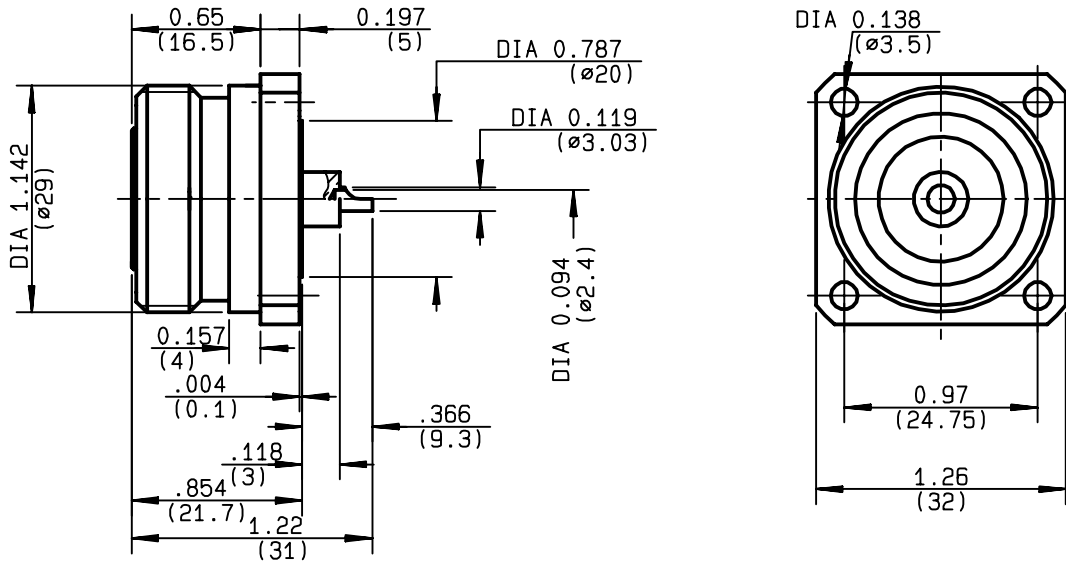 0.65
(16.5)
0.197
(5)
DIA 0.787
(ø20)
DIA 0.119
(ø3.03)
DIA 1.142
(ø29)
DIA 0.094
(ø2.4)
0.157
(4)
.004
(0.1)
.366
(9.3)
.118
(3)
.854
(21.7)
1.22
(31)
DIA 0.138
(ø3.5)
0.97
(24.75)
1.26
(32)